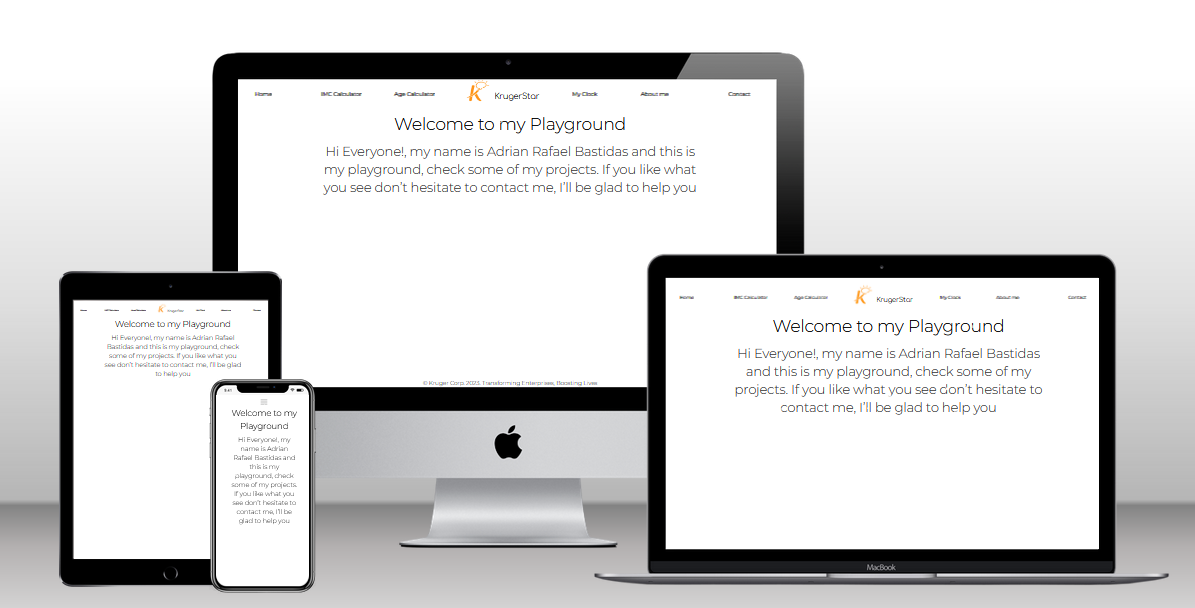 Home IMC Calculator Age Calculator KrugerStar My Clock About me Contact
Welcome to my Playground
Hi Everyone!, my name is Adrian Rafael Bastidas and this is
my playground, check some of my projects. If you like what
you see don't hesitate to contact me, I'll be glad to help you
© Kruger Corp. 2023. Transforming Enterprises, Boosting Lives
Home IMC Calculator Age Calculator KrugerStar My Clock About me Contact
Welcome to my Playground
Hi Everyone!, my name is Adrian Rafael Bastidas
and this is my playground, check some of my
projects. If you like what you see don't hesitate to
contact me, I'll be glad to help you
MacBook
KrugerStar
Welcome to my Playground
Hi Everyone!, my name is Adrian Rafael
Bastidas and this is my playground, check
some of my projects. If you like what you
see don't hesitate to contact me, I'll be glad
to help you
9:41
Welcome to my
Playground
Hi Everyone!, my
name is Adrian
Rafael Bastidas and
this is my
playground, check
some of my projects.
If you like what you
see don't hesitate to
contact me, I'll be
glad to help you